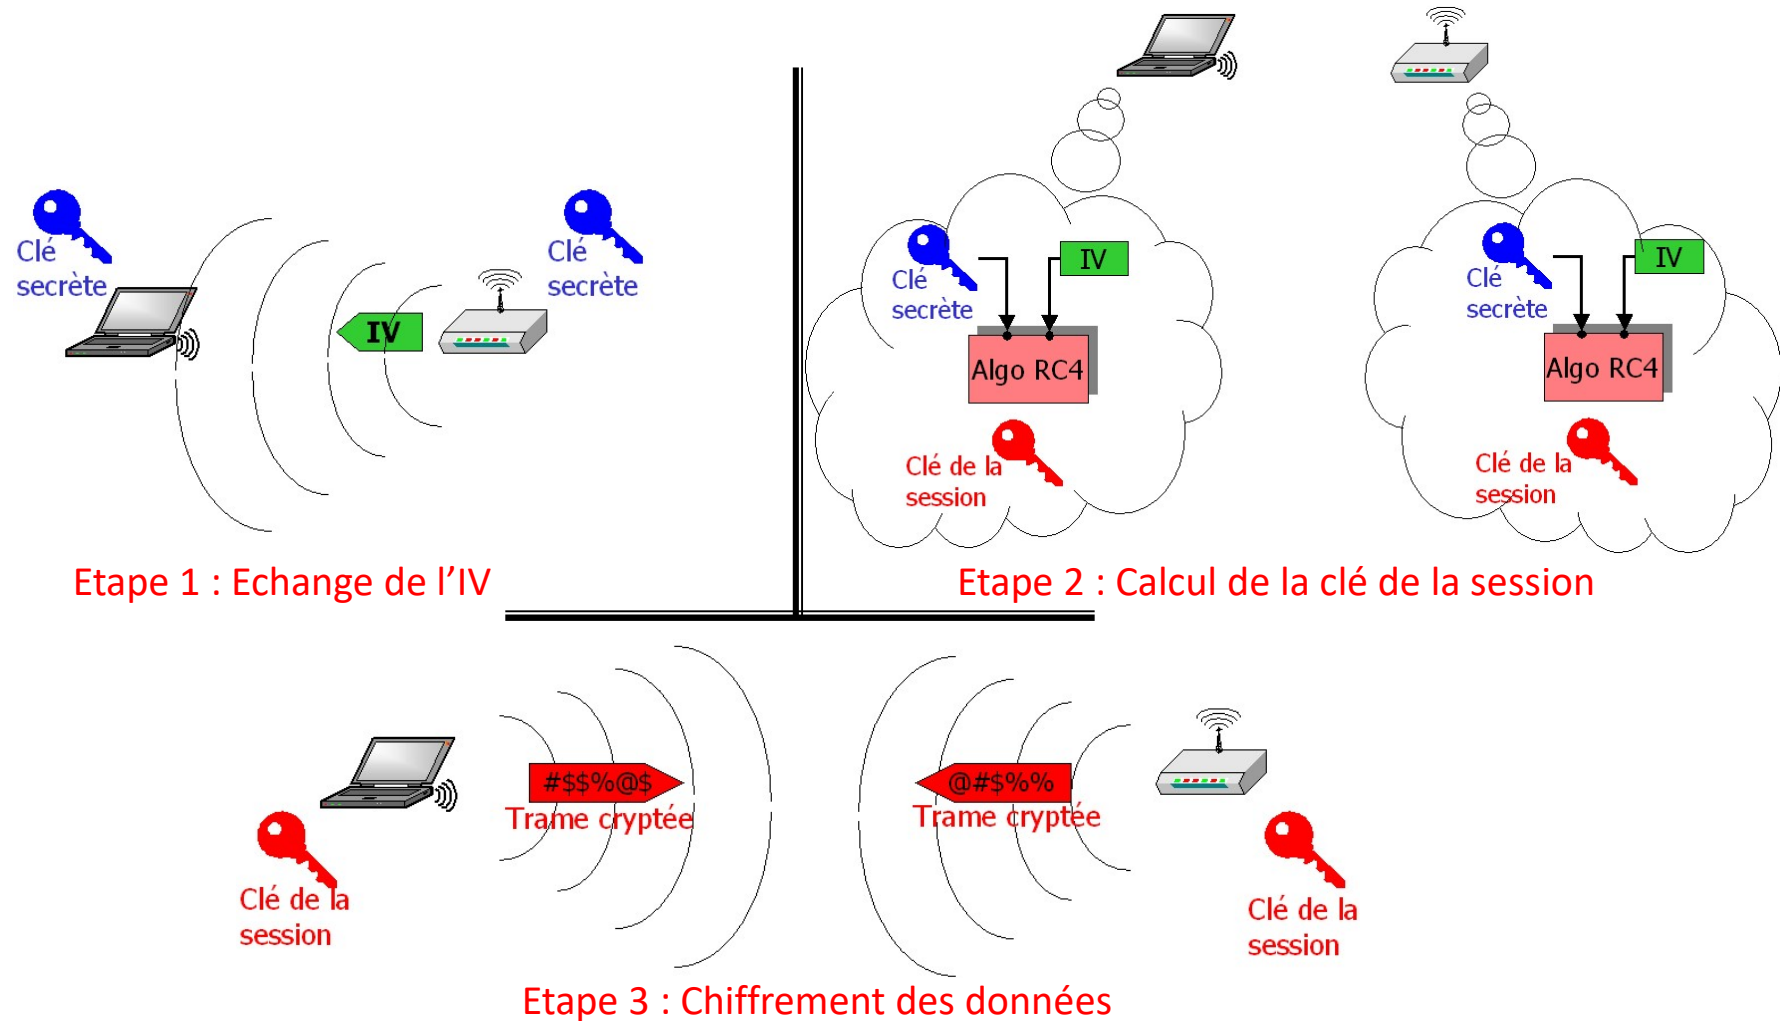 Clé
secrète
Clé
secrète
IV
Etape 1 : Echange de l’IV
Clé
secrète
IV
Algo RC4
Clé de la
session
Clé
secrète
IV
Algo RC4
Clé de la
session
Etape 2 : Calcul de la clé de la session
#$$%@$
Trame cryptée
@#$%%
Trame cryptée
Clé de la
session
Clé de la
session
Etape 3 : Chiffrement des données